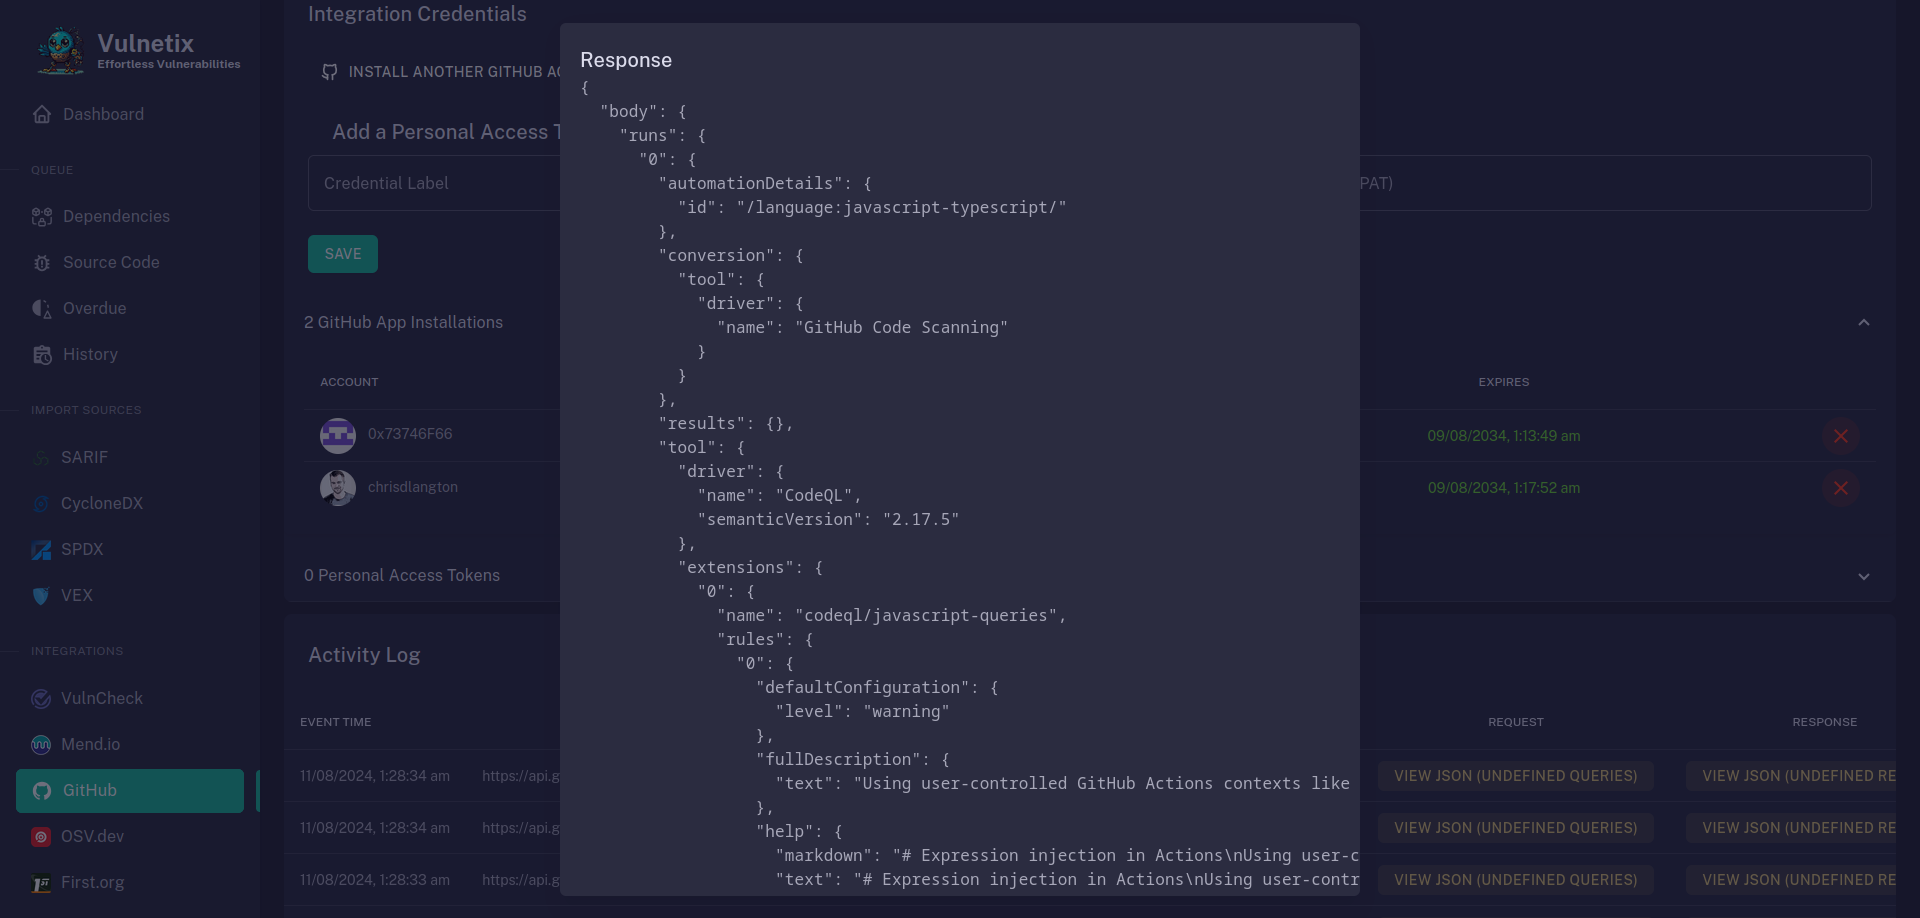 Vulnetix
Effortless Vulnerabilities
Dashboard
QUEUE
Dependencies
Source Code
Overdue
History
IMPORT SOURCES
SARIF
CycloneDX
SPDX
VEX
INTEGRATIONS
VulnCheck
Mend.io
GitHub
OSV.dev
First.org
Integration Credentials
INSTALL ANOTHER GITHUB AC
Add a Personal Access T
Credential Label
PAT)
SAVE
2 GitHub App Installations
ACCOUNT
EXPIRES
0x73746F66
09/08/2034, 1:13:49 am
chrisdlangton
09/08/2034, 1:17:52 am
0 Personal Access Tokens
Activity Log
EVENT TIME
REQUEST
RESPONSE
11/08/2024, 1:28:34 am https://api.g
VIEW JSON (UNDEFINED QUERIES)
VIEW JSON (UNDEFINED RE
11/08/2024, 1:28:34 am https://api.g
VIEW JSON (UNDEFINED QUERIES)
VIEW JSON (UNDEFINED RE
11/08/2024, 1:28:33 am https://api.g
VIEW JSON (UNDEFINED QUERIES)
VIEW JSON (UNDEFINED RE
Response
{
"body": {
"runs": {
"0": {
"automationDetails": {
"id": "/language:javascript-typescript/"
},
"conversion": {
"tool": {
"driver": {
"name": "GitHub Code Scanning"
}
}
},
"results": {},
"tool": {
"driver": {
"name": "CodeQL",
"semanticVersion": "2.17.5"
},
"extensions": {
"0": {
"name": "codeql/javascript-queries",
"rules": {
"0": {
"defaultConfiguration": {
"level": "warning"
},
"fullDescription": {
"text": "Using user-controlled GitHub Actions contexts like
},
"help": {
"markdown": "# Expression injection in Actions\nUsing user-c
"text": "# Expression injection in Actions\nUsing user-contr